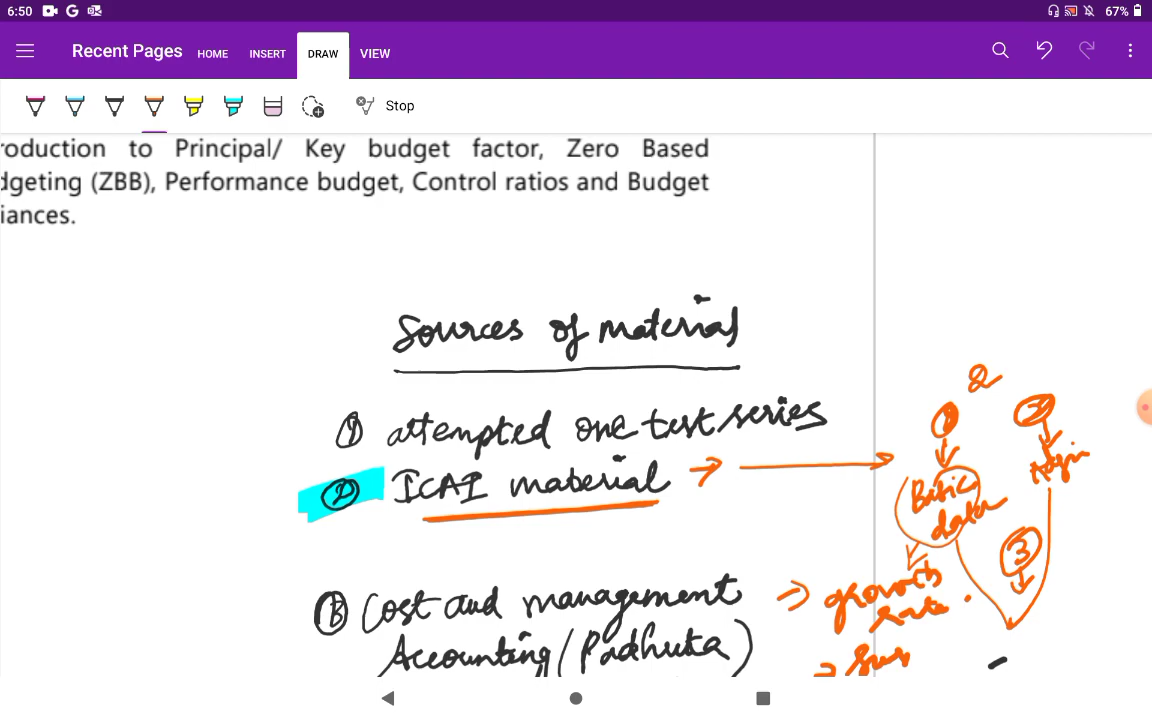 6:50 G 67%
Recent Pages HOME INSERT DRAW VIEW
Stop
roduction to Principal/ Key budget factor, Zero Based
dgeting (ZBB), Performance budget, Control ratios and Budget
iances.
Sources of material
① attempted one test series
② ICAI material → →
③ Cost and management → growth
Accounting (Padhuka) →
2
① ②
Basic
data
③
rate